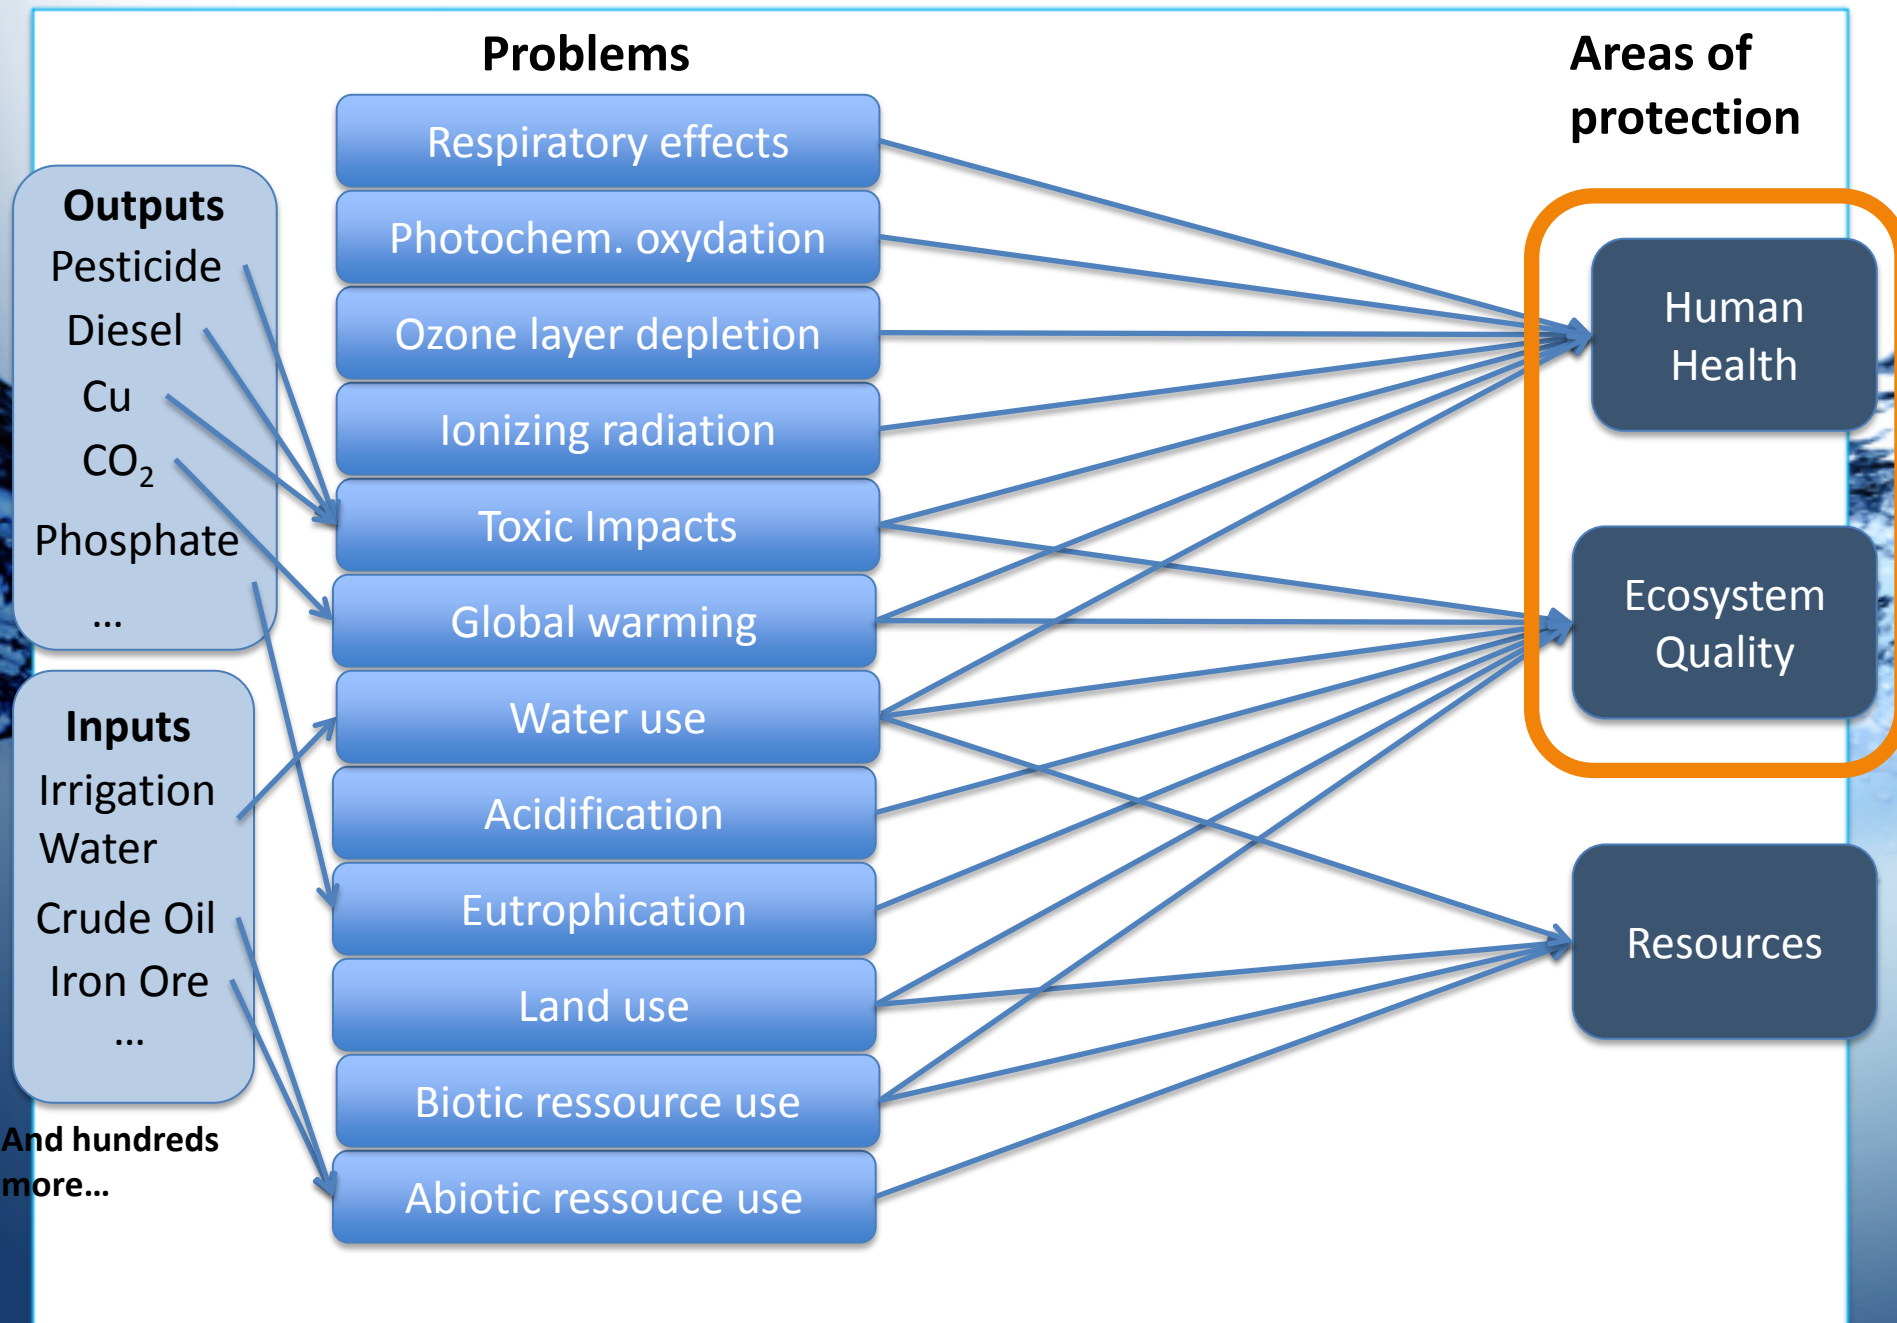 Problems
Areas of
protection
Outputs
Pesticide
Diesel
Cu
CO₂
Phosphate
...
Inputs
Irrigation
Water
Crude Oil
Iron Ore
...
And hundreds
more...
Respiratory effects
Photochem. oxydation
Ozone layer depletion
Ionizing radiation
Toxic Impacts
Global warming
Water use
Acidification
Eutrophication
Land use
Biotic ressource use
Abiotic ressouce use
Human
Health
Ecosystem
Quality
Resources